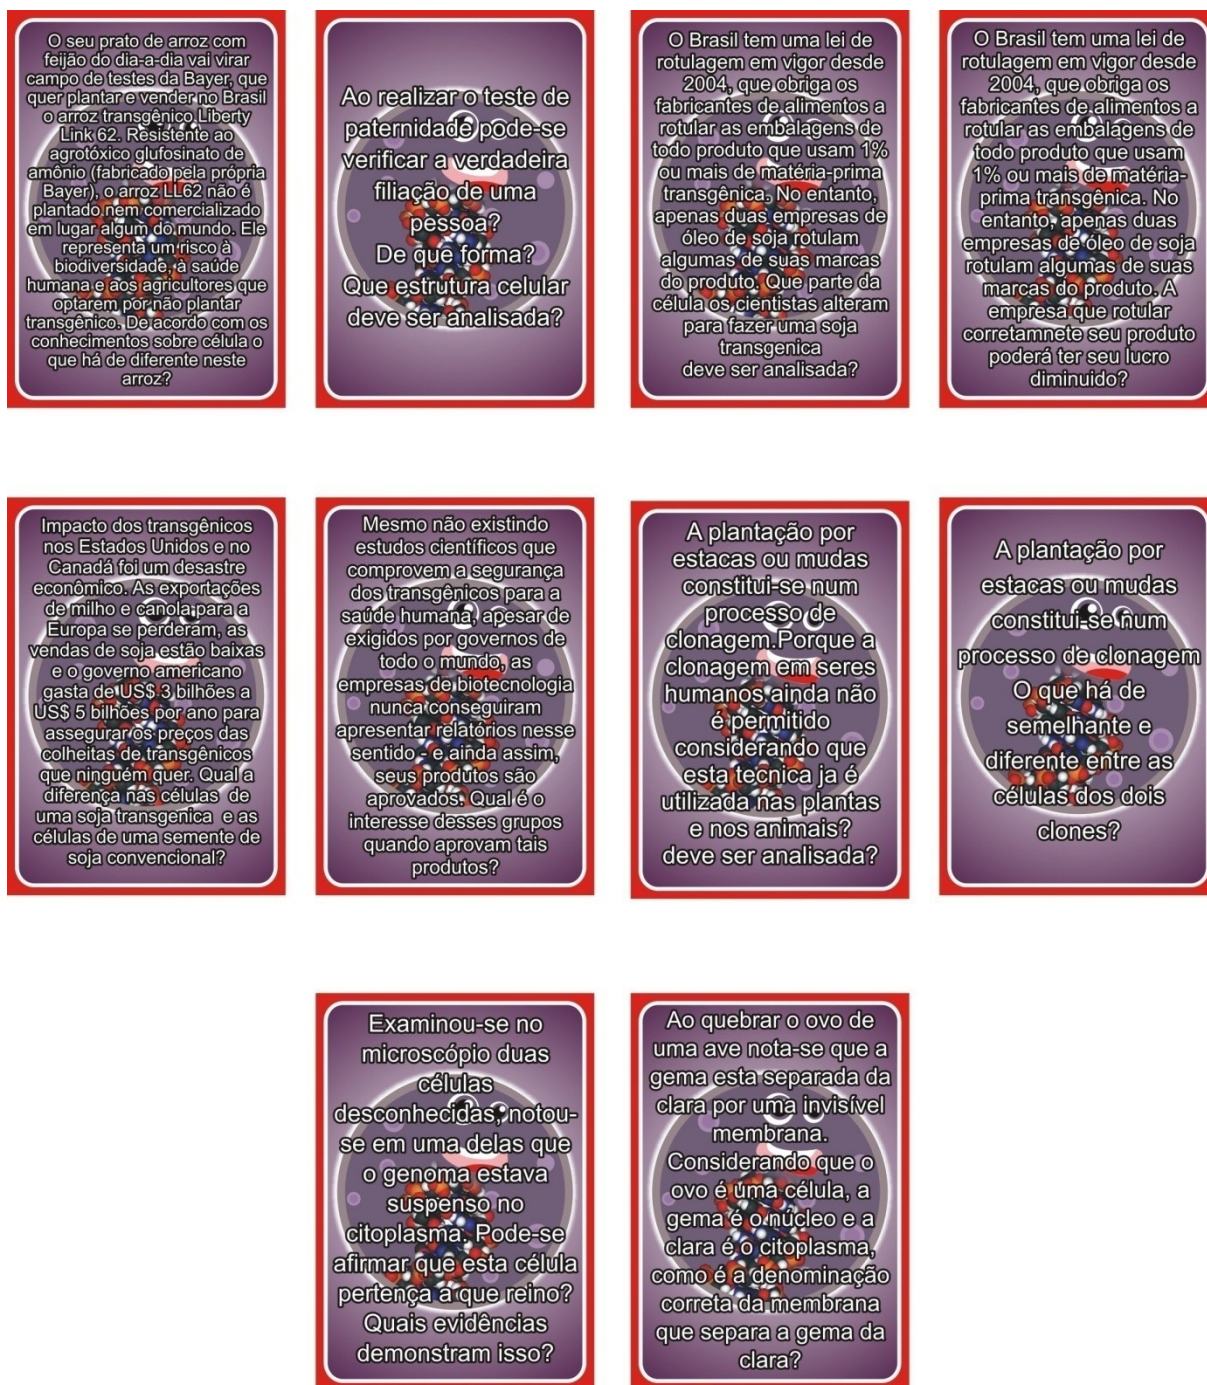 O seu prato de arroz com
feijão do dia-a-dia vai virar
campo de testes da Bayer, que
quer plantar e vender no Brasil
o arroz transgênico Liberty
Link 62. Resistente ao
agrotóxico glufosinato de
amônio (fabricado pela própria
Bayer), o arroz LL62 não é
plantado nem comercializado
em lugar algum do mundo. Ele
representa um risco à
biodiversidade, à saúde
humana e aos agricultores que
optarem por não plantar
transgênico. De acordo com os
conhecimentos sobre célula o
que há de diferente neste
arroz?
Ao realizar o teste de
paternidade pode-se
verificar a verdadeira
filiação de uma
pessoa?
De que forma?
Que estrutura celular
deve ser analisada?
O Brasil tem uma lei de
rotulagem em vigor desde
2004, que obriga os
fabricantes de alimentos a
rotular as embalagens de
todo produto que usam 1%
ou mais de matéria-prima
transgênica. No entanto,
apenas duas empresas de
óleo de soja rotulam
algumas de suas marcas
do produto. Que parte da
célula os cientistas alteram
para fazer uma soja
transgenica
deve ser analisada?
O Brasil tem uma lei de
rotulagem em vigor desde
2004, que obriga os
fabricantes de alimentos a
rotular as embalagens de
todo produto que usam
1% ou mais de matéria-
prima transgênica. No
entanto, apenas duas
empresas de óleo de soja
rotulam algumas de suas
marcas do produto. A
empresa que rotular
corretamnete seu produto
poderá ter seu lucro
diminuido?
Impacto dos transgênicos
nos Estados Unidos e no
Canadá foi um desastre
econômico. As exportações
de milho e canola para a
Europa se perderam, as
vendas de soja estão baixas
e o governo americano
gasta de US$ 3 bilhões a
US$ 5 bilhões por ano para
assegurar os preços das
colheitas de transgênicos
que ninguém quer. Qual a
diferença nas células de
uma soja transgenica e as
células de uma semente de
soja convencional?
Mesmo não existindo
estudos científicos que
comprovem a segurança
dos transgênicos para a
saúde humana, apesar de
exigidos por governos de
todo o mundo, as
empresas de biotecnologia
nunca conseguiram
apresentar relatórios nesse
sentido - e ainda assim,
seus produtos são
aprovados. Qual é o
interesse desses grupos
quando aprovam tais
produtos?
A plantação por
estacas ou mudas
constitui-se num
processo de
clonagem.Porque a
clonagem em seres
humanos ainda não
é permitido
considerando que
esta tecnica ja é
utilizada nas plantas
e nos animais?
deve ser analisada?
A plantação por
estacas ou mudas
constitui-se num
processo de clonagem
O que há de
semelhante e
diferente entre as
células dos dois
clones?
Examinou-se no
microscópio duas
células
desconhecidas, notou-
se em uma delas que
o genoma estava
suspenso no
citoplasma. Pode-se
afirmar que esta célula
pertença a que reino?
Quais evidências
demonstram isso?
Ao quebrar o ovo de
uma ave nota-se que a
gema esta separada da
clara por uma invisível
membrana.
Considerando que o
ovo é uma célula, a
gema é o núcleo e a
clara é o citoplasma,
como é a denominação
correta da membrana
que separa a gema da
clara?